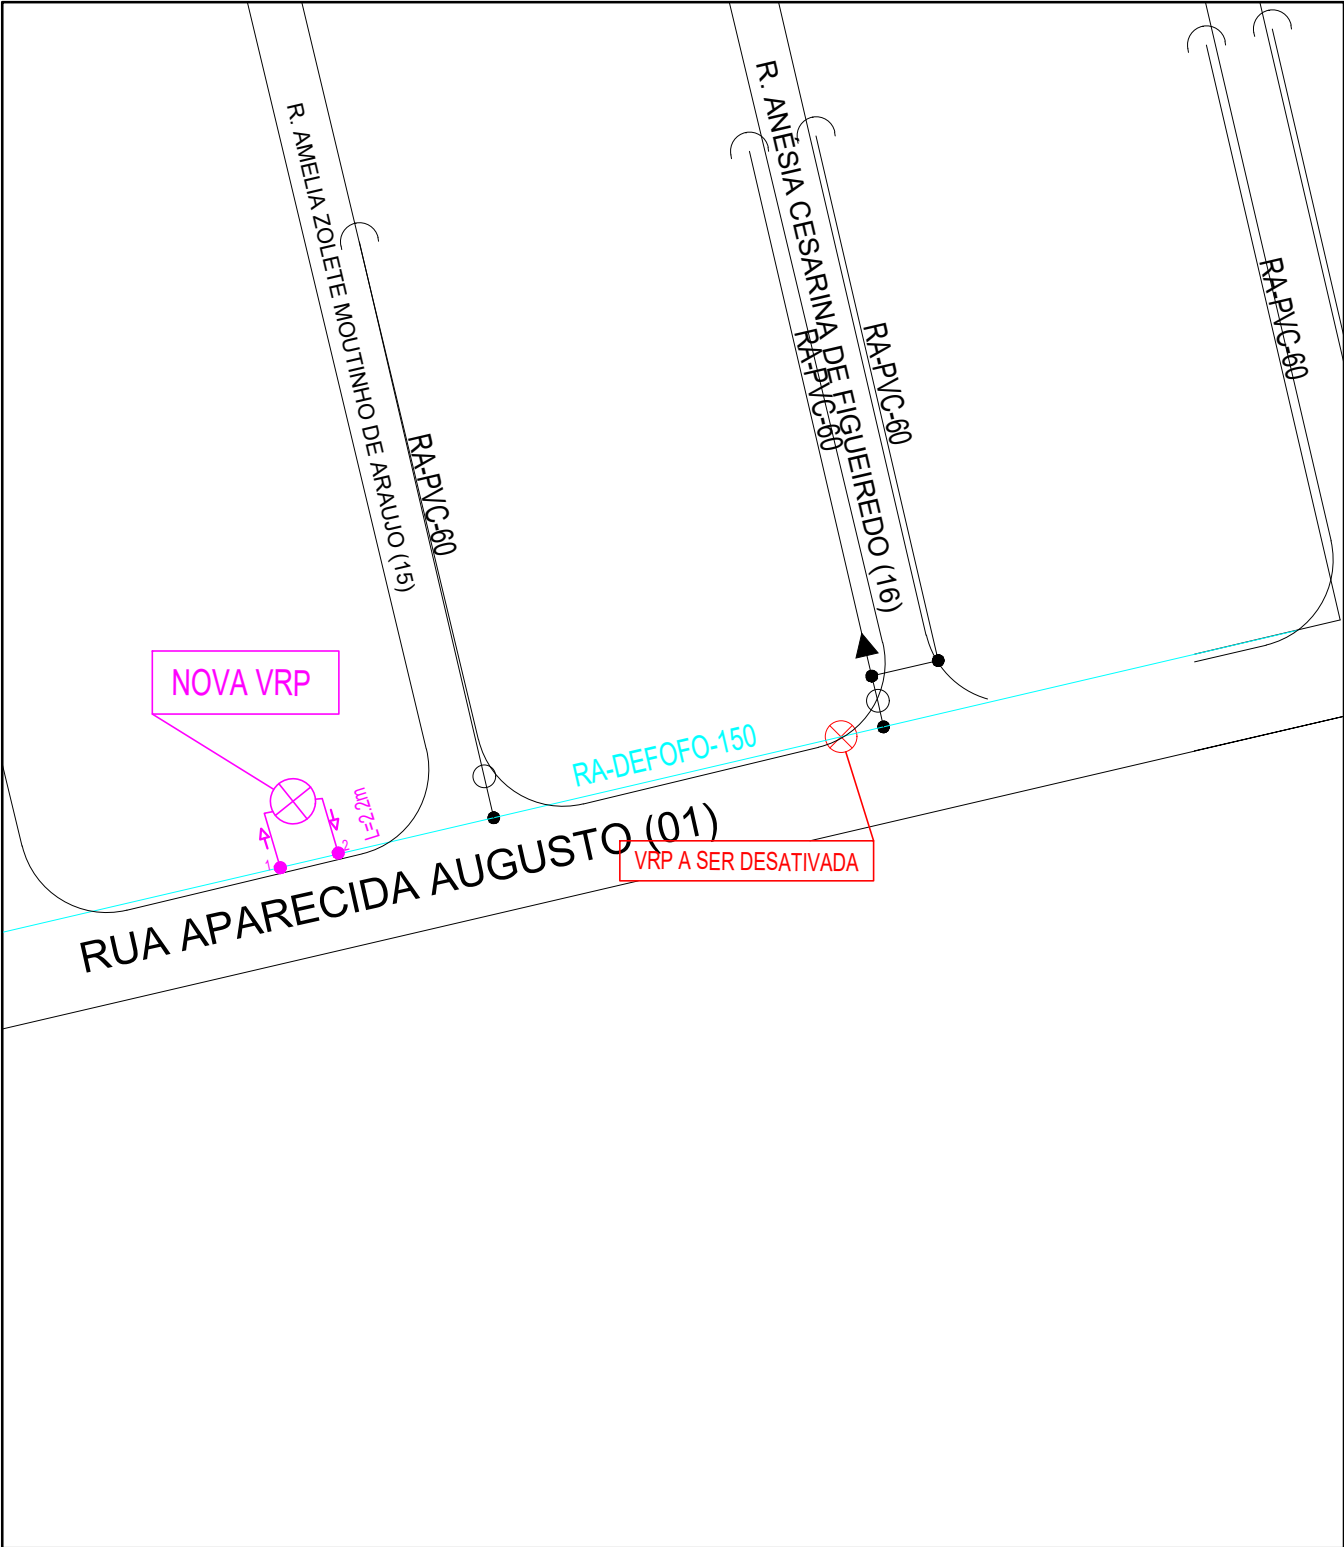 R. AMELIA ZOLETE MOUTINHO DE ARAUJO (15)
RA-PVC-60
R. ANÉSIA CESARINA DE FIGUEIREDO (16)
RA-PVC-60
RA-PVC-60
RA-PVC-60
NOVA VRP
1
2
L=2.2m
RA-DEFOFO-150
RUA APARECIDA AUGUSTO (01)
VRP A SER DESATIVADA